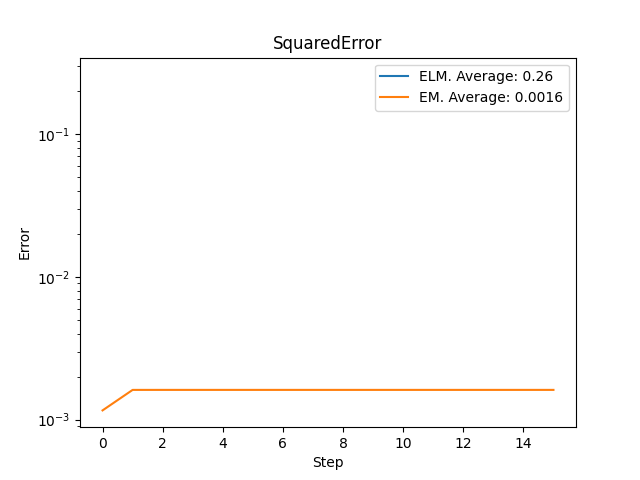 SquaredError
ELM. Average: 0.26
EM. Average: 0.0016
10⁻¹
10⁻²
10⁻³
Error
0 2 4 6 8 10 12 14
Step